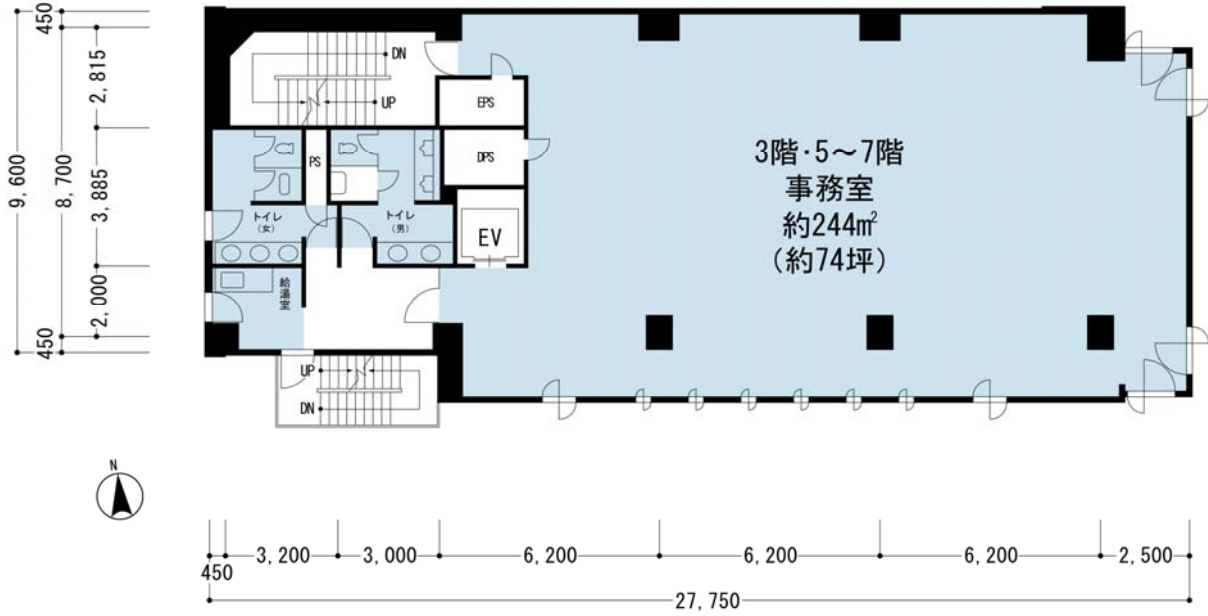 450
9,600
8,700
2,815
3,885
2,000
450
DN
UP
EPS
DPS
PS
トイレ
(女)
トイレ
(男)
EV
給湯室
UP
DN
3階・5～7階
事務室
約244㎡
(約74坪)
N
450
3,200
3,000
6,200
6,200
6,200
2,500
27,750